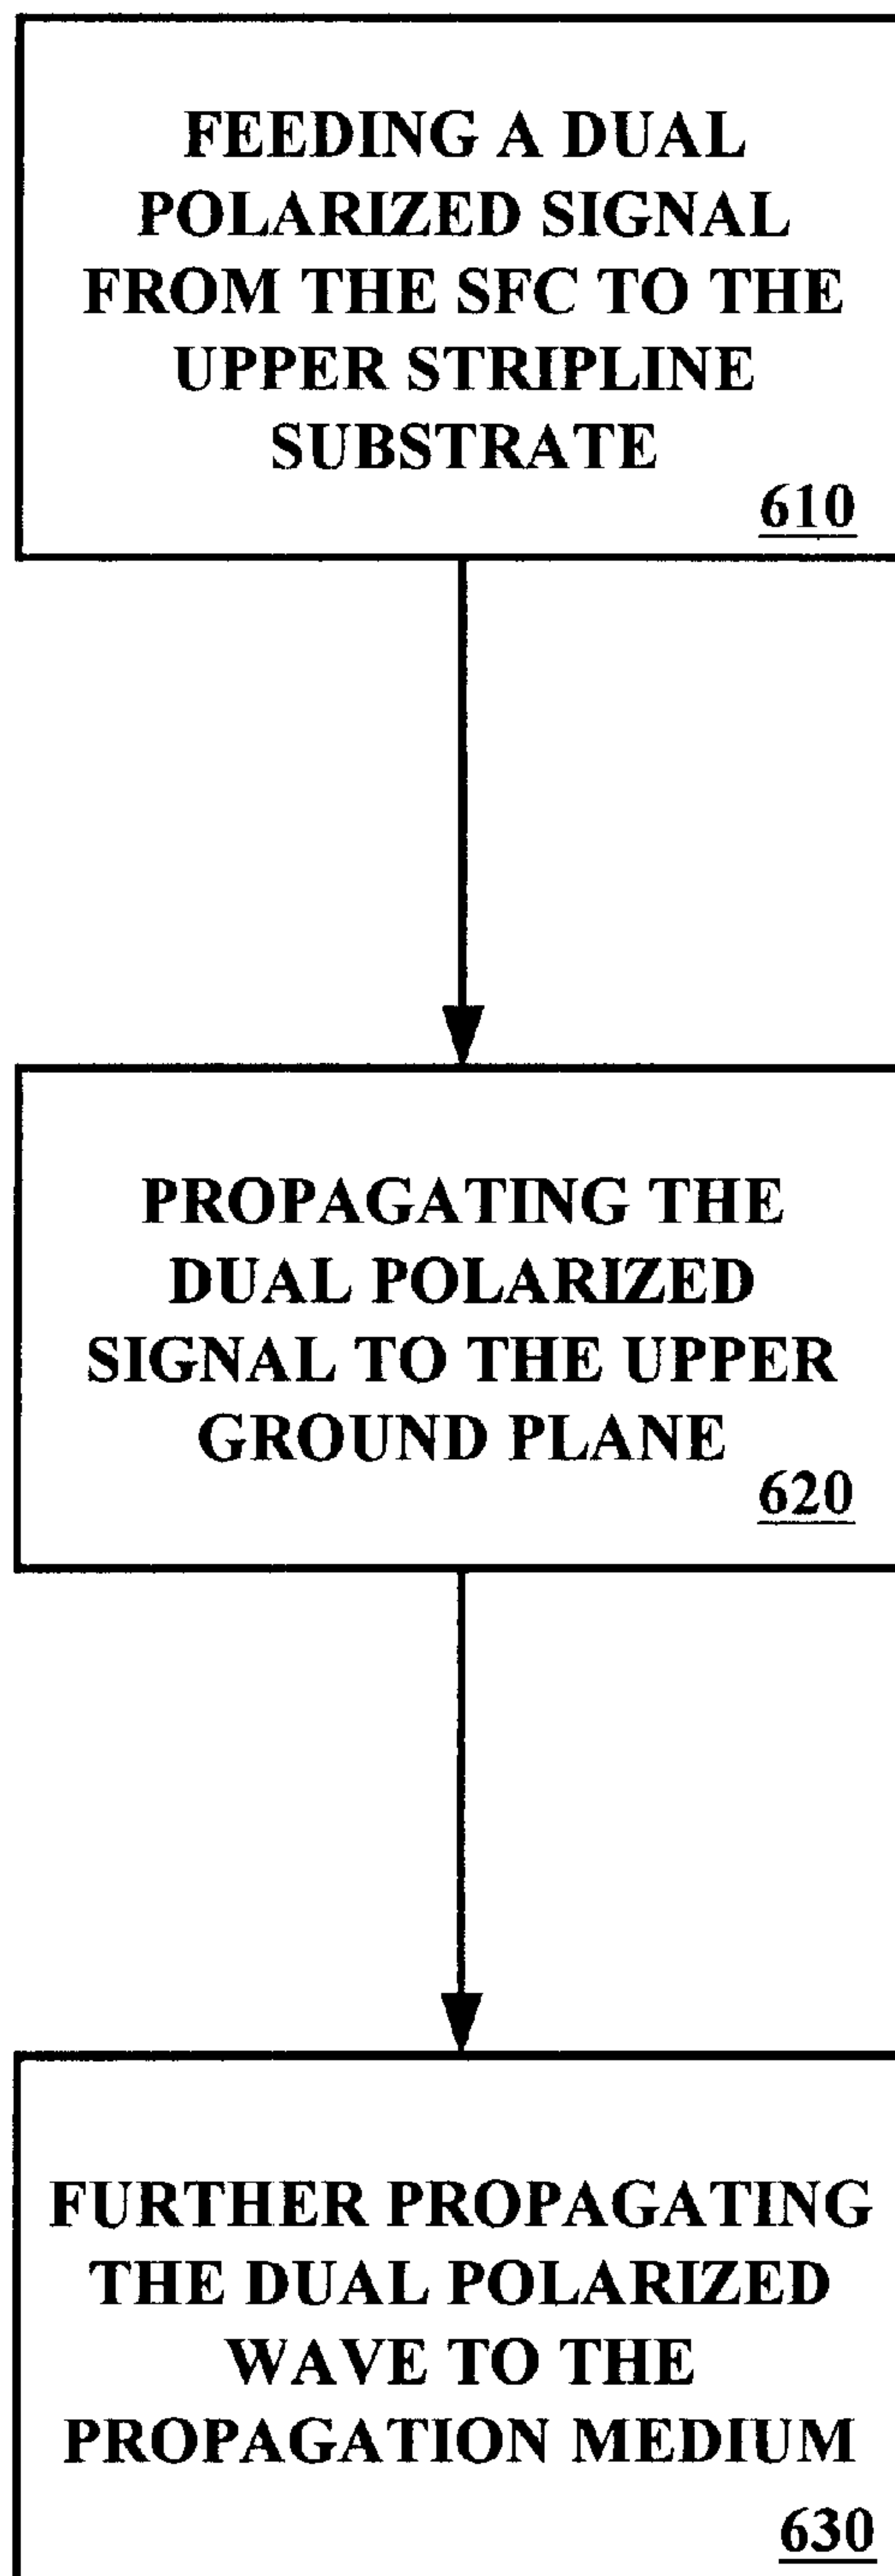 FEEDING A DUAL
POLARIZED SIGNAL
FROM THE SFC TO THE
UPPER STRIPLINE
SUBSTRATE
610
PROPAGATING THE
DUAL POLARIZED
SIGNAL TO THE UPPER
GROUND PLANE
620
FURTHER PROPAGATING
THE DUAL POLARIZED
WAVE TO THE
PROPAGATION MEDIUM
630